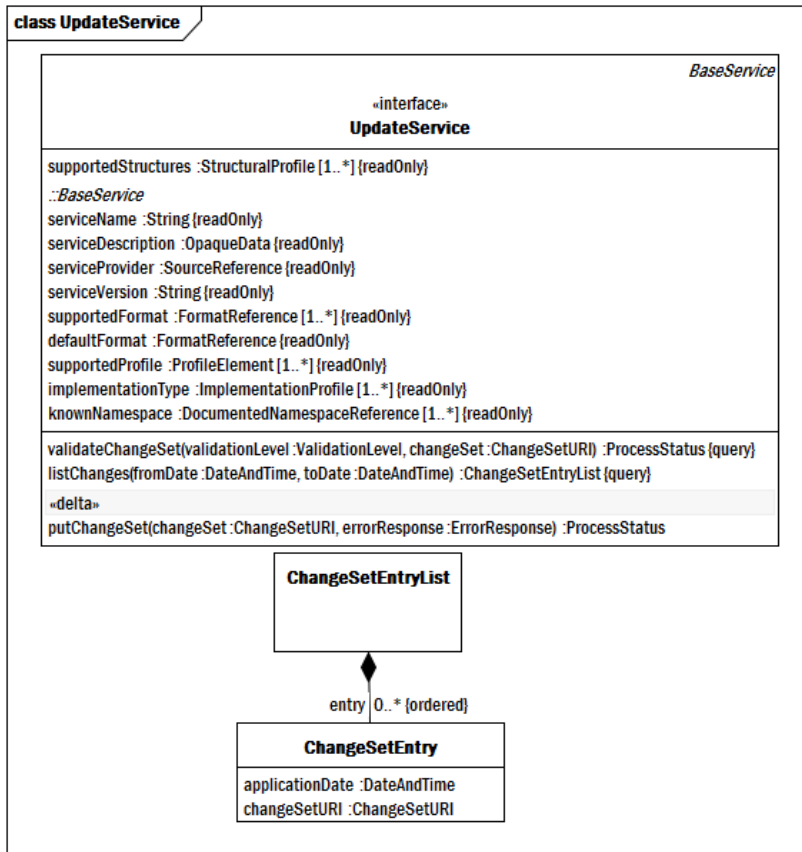 class UpdateService
BaseService
«interface»
UpdateService
supportedStructures :StructuralProfile [1..*] {readOnly}
::BaseService
serviceName :String {readOnly}
serviceDescription :OpaqueData {readOnly}
serviceProvider :SourceReference {readOnly}
serviceVersion :String {readOnly}
supportedFormat :FormatReference [1..*] {readOnly}
defaultFormat :FormatReference {readOnly}
supportedProfile :ProfileElement [1..*] {readOnly}
implementationType :ImplementationProfile [1..*] {readOnly}
knownNamespace :DocumentedNamespaceReference [1..*] {readOnly}
validateChangeSet(validationLevel :ValidationLevel, changeSet :ChangeSetURI) :ProcessStatus {query}
listChanges(fromDate :DateAndTime, toDate :DateAndTime) :ChangeSetEntryList {query}
«delta»
putChangeSet(changeSet :ChangeSetURI, errorResponse :ErrorResponse) :ProcessStatus
ChangeSetEntryList
entry 0..* {ordered}
ChangeSetEntry
applicationDate :DateAndTime
changeSetURI :ChangeSetURI